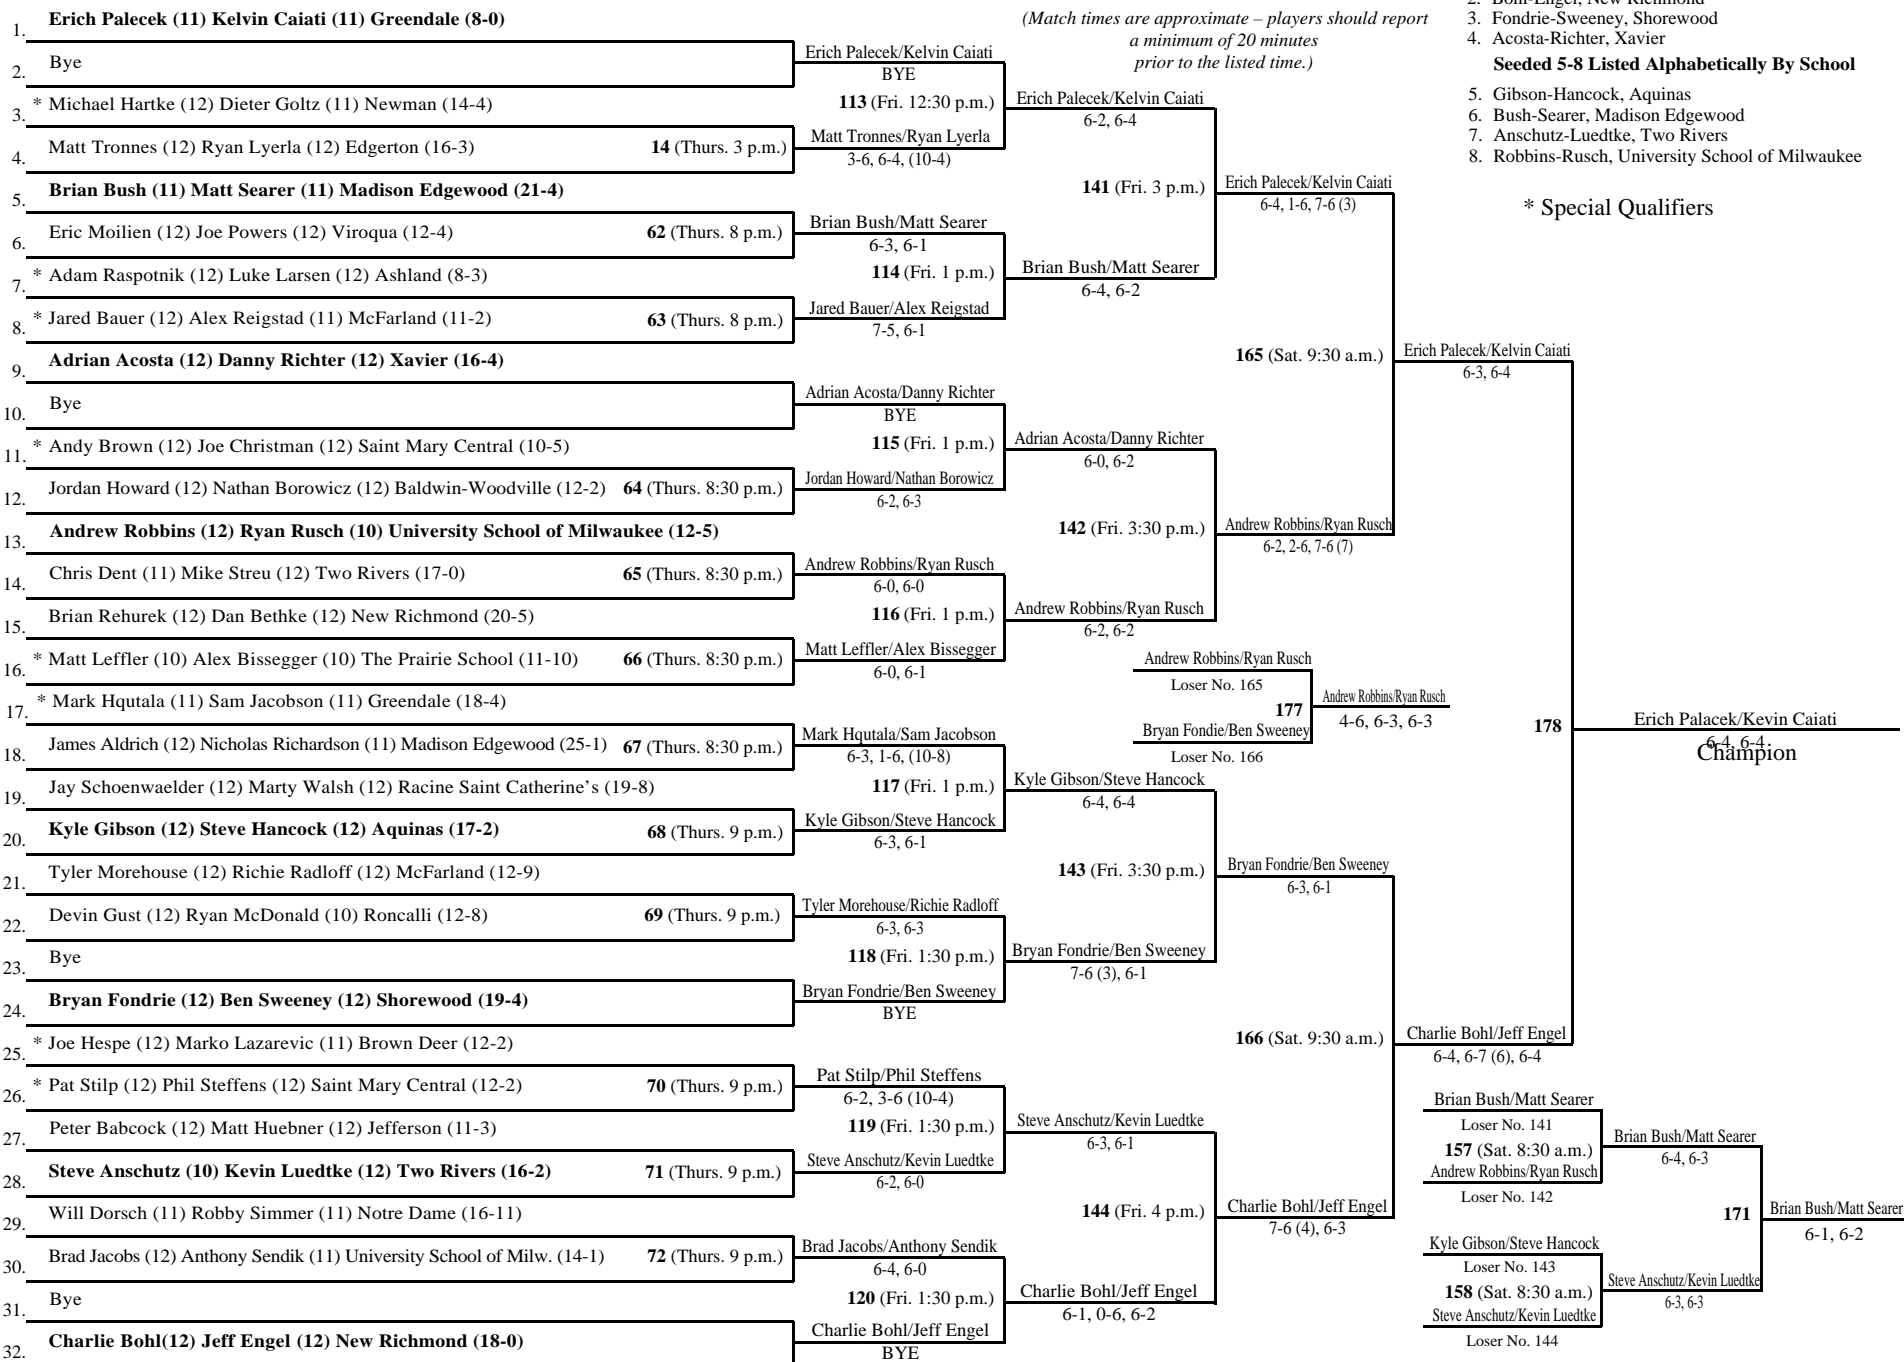 1. Erich Palecek (11) Kelvin Caiati (11) Greendale (8-0)
2. Bye
3. * Michael Hartke (12) Dieter Goltz (11) Newman (14-4)
4. Matt Tronnes (12) Ryan Lyerla (12) Edgerton (16-3) 14 (Thurs. 3 p.m.)
5. Brian Bush (11) Matt Searer (11) Madison Edgewood (21-4)
6. Eric Moilien (12) Joe Powers (12) Viroqua (12-4) 62 (Thurs. 8 p.m.)
7. * Adam Raspotnik (12) Luke Larsen (12) Ashland (8-3)
8. * Jared Bauer (12) Alex Reigstad (11) McFarland (11-2) 63 (Thurs. 8 p.m.)
9. Adrian Acosta (12) Danny Richter (12) Xavier (16-4)
10. Bye
11. * Andy Brown (12) Joe Christman (12) Saint Mary Central (10-5)
12. Jordan Howard (12) Nathan Borowicz (12) Baldwin-Woodville (12-2) 64 (Thurs. 8:30 p.m.)
13. Andrew Robbins (12) Ryan Rusch (10) University School of Milwaukee (12-5)
14. Chris Dent (11) Mike Streu (12) Two Rivers (17-0) 65 (Thurs. 8:30 p.m.)
15. Brian Rehurek (12) Dan Bethke (12) New Richmond (20-5)
16. * Matt Leffler (10) Alex Bissegger (10) The Prairie School (11-10) 66 (Thurs. 8:30 p.m.)
17. * Mark Hqutala (11) Sam Jacobson (11) Greendale (18-4)
18. James Aldrich (12) Nicholas Richardson (11) Madison Edgewood (25-1) 67 (Thurs. 8:30 p.m.)
19. Jay Schoenwaelder (12) Marty Walsh (12) Racine Saint Catherine’s (19-8)
20. Kyle Gibson (12) Steve Hancock (12) Aquinas (17-2) 68 (Thurs. 9 p.m.)
21. Tyler Morehouse (12) Richie Radloff (12) McFarland (12-9)
22. Devin Gust (12) Ryan McDonald (10) Roncalli (12-8) 69 (Thurs. 9 p.m.)
23. Bye
24. Bryan Fondrie (12) Ben Sweeney (12) Shorewood (19-4)
25. * Joe Hespe (12) Marko Lazarevic (11) Brown Deer (12-2)
26. * Pat Stilp (12) Phil Steffens (12) Saint Mary Central (12-2) 70 (Thurs. 9 p.m.)
27. Peter Babcock (12) Matt Huebner (12) Jefferson (11-3)
28. Steve Anschutz (10) Kevin Luedtke (12) Two Rivers (16-2) 71 (Thurs. 9 p.m.)
29. Will Dorsch (11) Robby Simmer (11) Notre Dame (16-11)
30. Brad Jacobs (12) Anthony Sendik (11) University School of Milw. (14-1) 72 (Thurs. 9 p.m.)
31. Bye
32. Charlie Bohl(12) Jeff Engel (12) New Richmond (18-0)
Erich Palecek/Kelvin Caiati
BYE
113 (Fri. 12:30 p.m.)
Matt Tronnes/Ryan Lyerla
3-6, 6-4, (10-4)
Brian Bush/Matt Searer
6-3, 6-1
114 (Fri. 1 p.m.)
Jared Bauer/Alex Reigstad
7-5, 6-1
Adrian Acosta/Danny Richter
BYE
115 (Fri. 1 p.m.)
Jordan Howard/Nathan Borowicz
6-2, 6-3
Andrew Robbins/Ryan Rusch
6-0, 6-0
116 (Fri. 1 p.m.)
Matt Leffler/Alex Bissegger
6-0, 6-1
Mark Hqutala/Sam Jacobson
6-3, 1-6, (10-8)
117 (Fri. 1 p.m.)
Kyle Gibson/Steve Hancock
6-3, 6-1
Tyler Morehouse/Richie Radloff
6-3, 6-3
118 (Fri. 1:30 p.m.)
Bryan Fondrie/Ben Sweeney
BYE
Pat Stilp/Phil Steffens
6-2, 3-6 (10-4)
119 (Fri. 1:30 p.m.)
Steve Anschutz/Kevin Luedtke
6-2, 6-0
Brad Jacobs/Anthony Sendik
6-4, 6-0
120 (Fri. 1:30 p.m.)
Charlie Bohl/Jeff Engel
BYE
(Match times are approximate – players should report
a minimum of 20 minutes
prior to the listed time.)
Erich Palecek/Kelvin Caiati
6-2, 6-4
141 (Fri. 3 p.m.)
Brian Bush/Matt Searer
6-4, 6-2
Adrian Acosta/Danny Richter
6-0, 6-2
142 (Fri. 3:30 p.m.)
Andrew Robbins/Ryan Rusch
6-2, 6-2
Kyle Gibson/Steve Hancock
6-4, 6-4
143 (Fri. 3:30 p.m.)
Bryan Fondrie/Ben Sweeney
7-6 (3), 6-1
Steve Anschutz/Kevin Luedtke
6-3, 6-1
144 (Fri. 4 p.m.)
Charlie Bohl/Jeff Engel
6-1, 0-6, 6-2
Erich Palecek/Kelvin Caiati
6-4, 1-6, 7-6 (3)
165 (Sat. 9:30 a.m.)
Andrew Robbins/Ryan Rusch
6-2, 2-6, 7-6 (7)
Andrew Robbins/Ryan Rusch
Loser No. 165
177
Bryan Fondie/Ben Sweeney
Loser No. 166
Andrew Robbins/Ryan Rusch
4-6, 6-3, 6-3
Bryan Fondrie/Ben Sweeney
6-3, 6-1
166 (Sat. 9:30 a.m.)
Charlie Bohl/Jeff Engel
7-6 (4), 6-3
Erich Palecek/Kelvin Caiati
6-3, 6-4
178
Charlie Bohl/Jeff Engel
6-4, 6-7 (6), 6-4
Erich Palacek/Kevin Caiati
6-4, 6-4
Champion
2. Bohl-Engel, New Richmond
3. Fondrie-Sweeney, Shorewood
4. Acosta-Richter, Xavier
Seeded 5-8 Listed Alphabetically By School
5. Gibson-Hancock, Aquinas
6. Bush-Searer, Madison Edgewood
7. Anschutz-Luedtke, Two Rivers
8. Robbins-Rusch, University School of Milwaukee
* Special Qualifiers
Brian Bush/Matt Searer
Loser No. 141
157 (Sat. 8:30 a.m.)
Andrew Robbins/Ryan Rusch
Loser No. 142
Brian Bush/Matt Searer
6-4, 6-3
171
Kyle Gibson/Steve Hancock
Loser No. 143
158 (Sat. 8:30 a.m.)
Steve Anschutz/Kevin Luedtke
Loser No. 144
Steve Anschutz/Kevin Luedtke
6-3, 6-3
Brian Bush/Matt Searer
6-1, 6-2